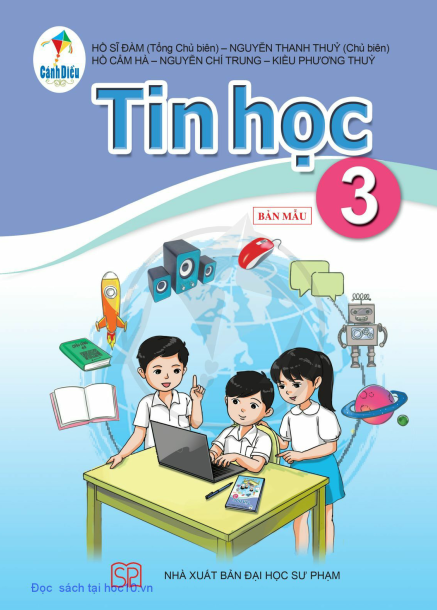 Cánh Diều
HỒ SĨ ĐÀM (Tổng Chủ biên) – NGUYỄN THANH THUỶ (Chủ biên)
HỒ CẨM HÀ – NGUYỄN CHÍ TRUNG – KIỀU PHƯƠNG THUỲ
Tin học
3
BẢN MẪU
NHÀ XUẤT BẢN ĐẠI HỌC SƯ PHẠM
SP
Đọc sách tại hoc10.vn